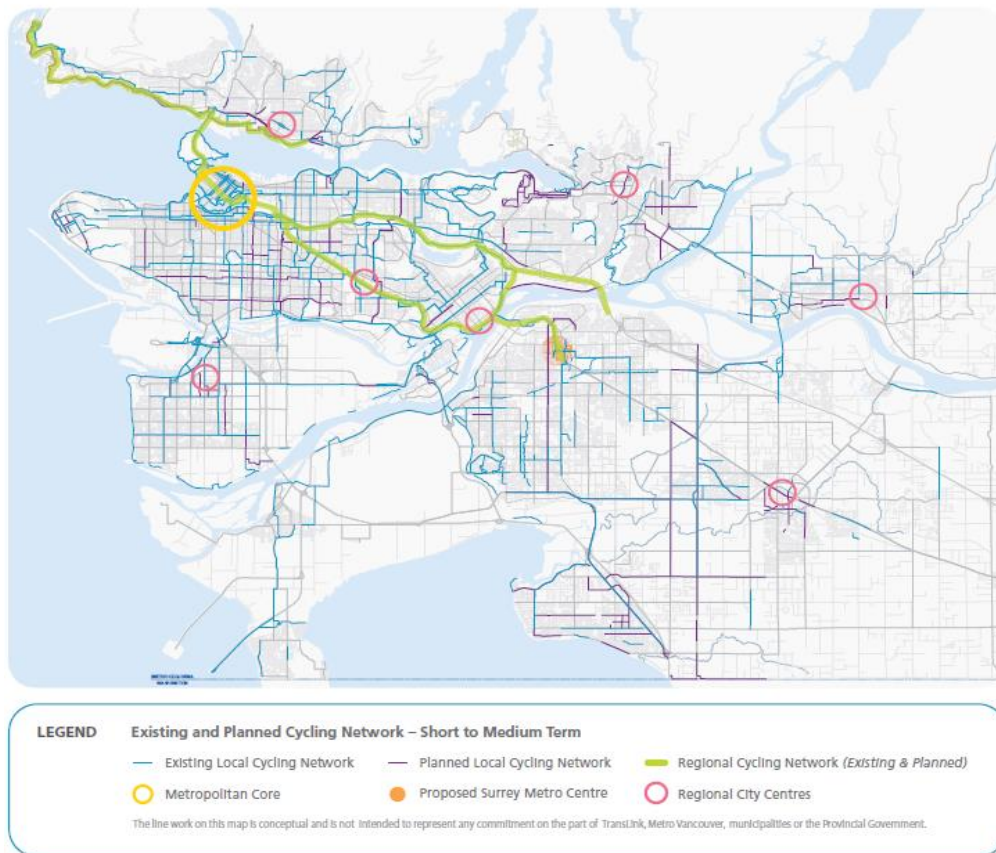 LEGEND Existing and Planned Cycling Network – Short to Medium Term
Existing Local Cycling Network Planned Local Cycling Network Regional Cycling Network (Existing & Planned)
Metropolitan Core Proposed Surrey Metro Centre Regional City Centres
The line work on this map is conceptual and is not intended to represent any commitment on the part of TransLink, Metro Vancouver, municipalities or the Provincial Government.